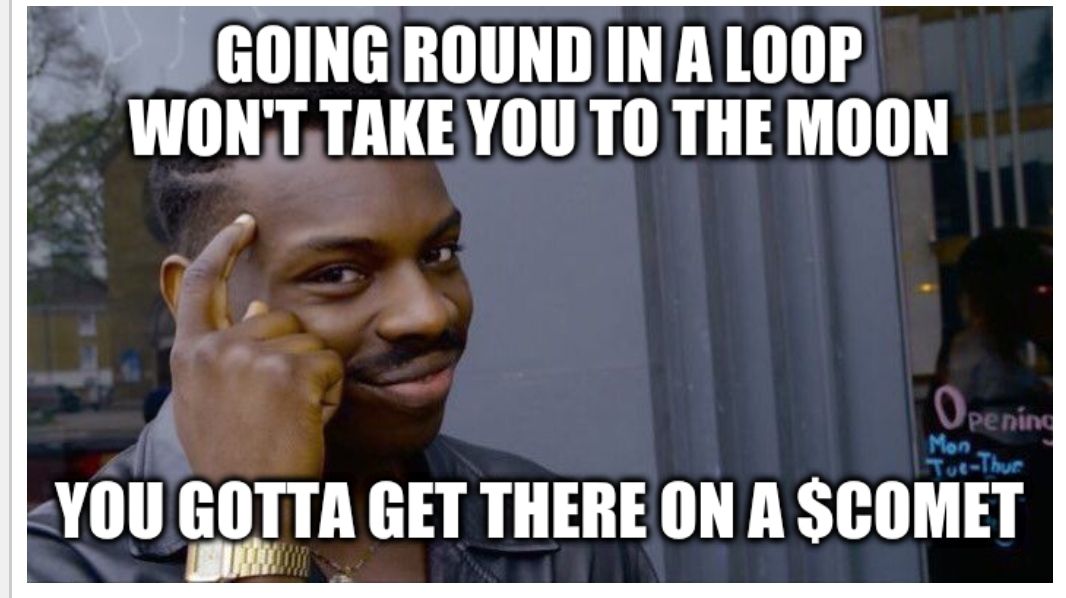 GOING ROUND IN A LOOP
WON'T TAKE YOU TO THE MOON
Opening
Mon
Tue-Thur
YOU GOTTA GET THERE ON A $COMET